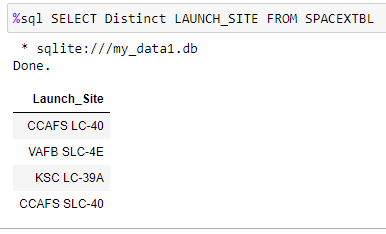 %sql SELECT Distinct LAUNCH_SITE FROM SPACEXTBL
* sqlite:///my_data1.db
Done.
Launch_Site
CCAFS LC-40
VAFB SLC-4E
KSC LC-39A
CCAFS SLC-40